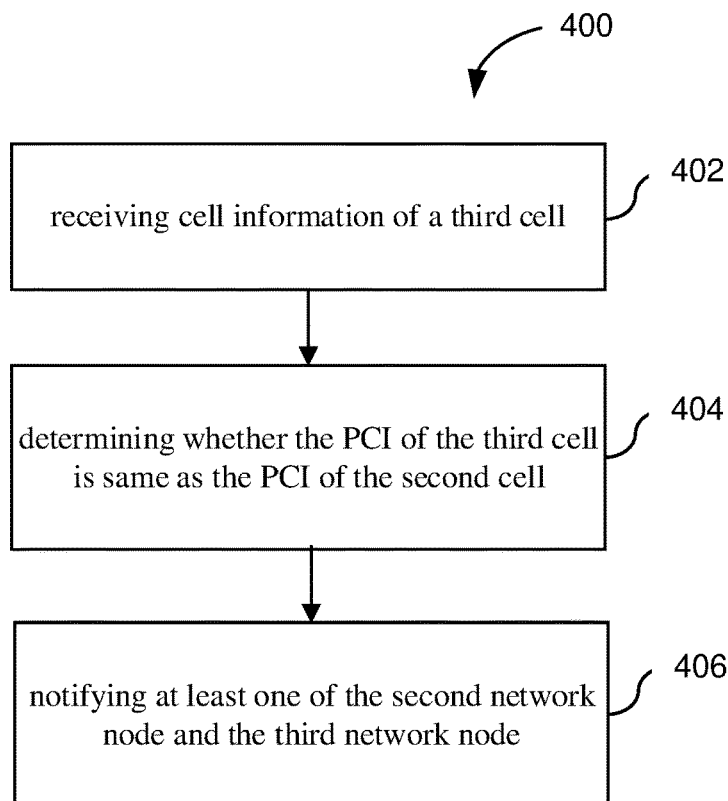 400
402
receiving cell information of a third cell
404
determining whether the PCI of the third cell
is same as the PCI of the second cell
406
notifying at least one of the second network
node and the third network node